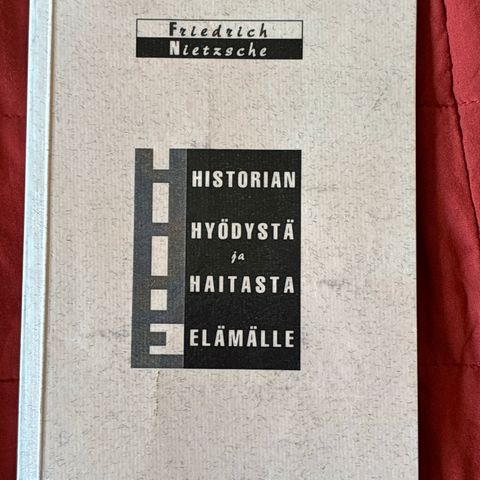 Friedrich
Nietzsche
HISTORIAN
HYÖDYSTÄ
ja
HAITASTA
ELÄMÄLLE